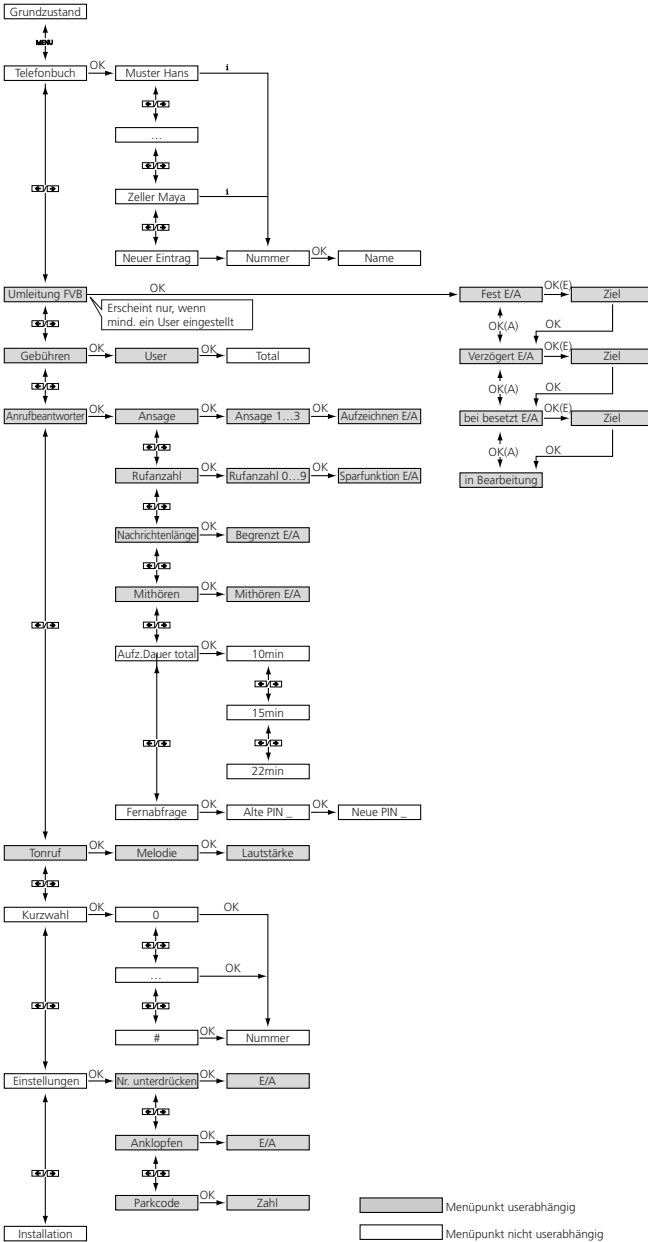 Grundzustand
MENU
Telefonbuch OK Muster Hans i
...
Zeller Maya i
Neuer Eintrag Nummer OK Name
Umleitung FVB OK Fest E/A OK(E) Ziel
Erscheint nur, wenn
mind. ein User eingestellt
OK(A) OK
Gebühren OK User OK Total
Verzögert E/A OK(E) Ziel
OK(A) OK
Anrufbeantworter OK Ansage OK Ansage 1...3 OK Aufzeichnen E/A
bei besetzt E/A OK(E) Ziel
OK(A) OK
Rufanzahl OK Rufanzahl 0...9 OK Sparfunktion E/A
in Bearbeitung
Nachrichtenlänge OK Begrenzt E/A
Mithören OK Mithören E/A
Aufz.Dauer total OK 10min
15min
22min
Fernabfrage OK Alte PIN _ OK Neue PIN _
Tonruf OK Melodie OK Lautstärke
Kurzwahl OK 0 OK
... OK
# OK Nummer
Einstellungen OK Nr. unterdrücken OK E/A
Anklopfen OK E/A
Parkcode OK Zahl
Installation
Menüpunkt userabhängig
Menüpunkt nicht userabhängig